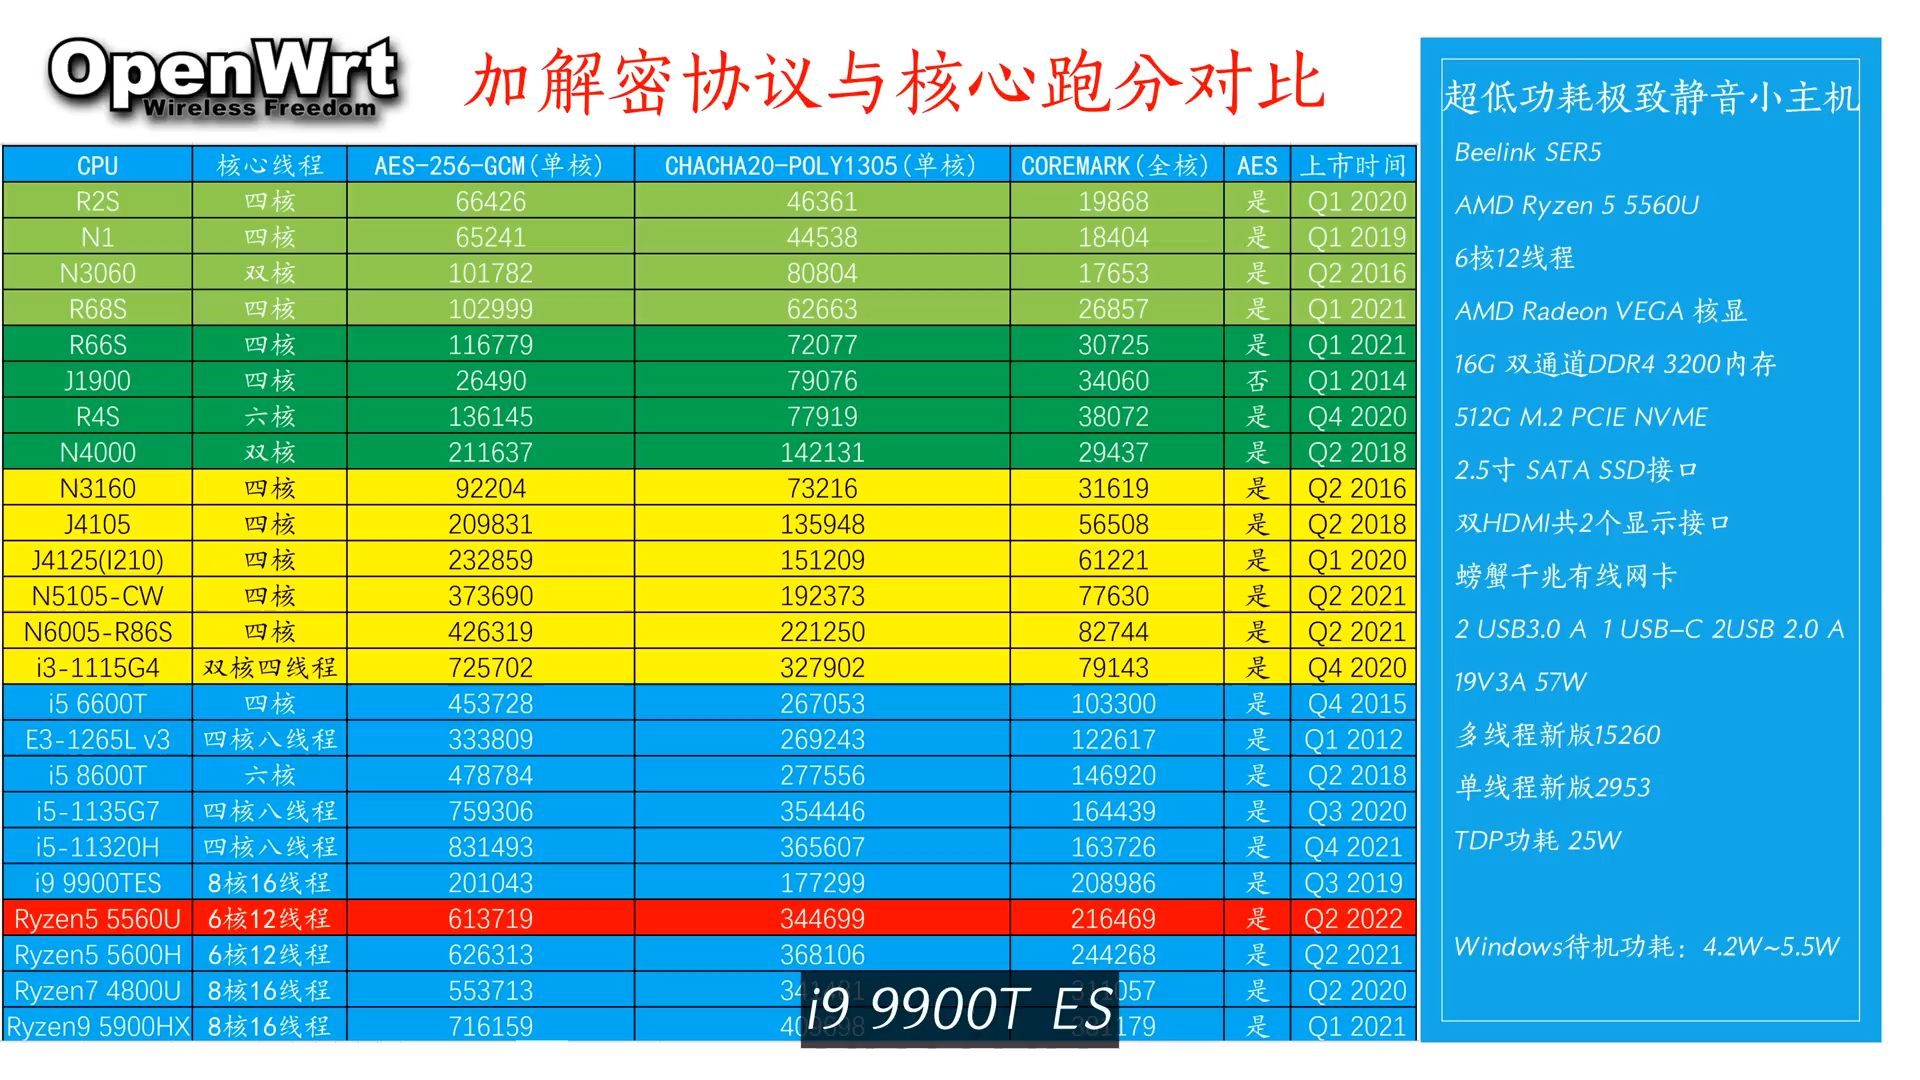 OpenWrt
Wireless Freedom
加解密协议与核心跑分对比
CPU 核心线程 AES-256-GCM(单核) CHACHA20-POLY1305(单核) COREMARK(全核) AES 上市时间
R2S 四核 66426 46361 19868 是 Q1 2020
N1 四核 65241 44538 18404 是 Q1 2019
N3060 双核 101782 80804 17653 是 Q2 2016
R68S 四核 102999 62663 26857 是 Q1 2021
R66S 四核 116779 72077 30725 是 Q1 2021
J1900 四核 26490 79076 34060 否 Q1 2014
R4S 六核 136145 77919 38072 是 Q4 2020
N4000 双核 211637 142131 29437 是 Q2 2018
N3160 四核 92204 73216 31619 是 Q2 2016
J4105 四核 209831 135948 56508 是 Q2 2018
J4125(I210) 四核 232859 151209 61221 是 Q1 2020
N5105-CW 四核 373690 192373 77630 是 Q2 2021
N6005-R86S 四核 426319 221250 82744 是 Q2 2021
i3-1115G4 双核四线程 725702 327902 79143 是 Q4 2020
i5 6600T 四核 453728 267053 103300 是 Q4 2015
E3-1265L v3 四核八线程 333809 269243 122617 是 Q1 2012
i5 8600T 六核 478784 277556 146920 是 Q2 2018
i5-1135G7 四核八线程 759306 354446 164439 是 Q3 2020
i5-11320H 四核八线程 831493 365607 163726 是 Q4 2021
i9 9900TES 8核16线程 201043 177299 208986 是 Q3 2019
Ryzen5 5560U 6核12线程 613719 344699 216469 是 Q2 2022
Ryzen5 5600H 6核12线程 626313 368106 244268 是 Q2 2021
Ryzen7 4800U 8核16线程 553713 是 Q2 2020
Ryzen9 5900HX 8核16线程 716159 是 Q1 2021
i9 9900T ES
超低功耗极致静音小主机
Beelink SER5
AMD Ryzen 5 5560U
6核12线程
AMD Radeon VEGA 核显
16G 双通道DDR4 3200内存
512G M.2 PCIE NVME
2.5寸 SATA SSD接口
双HDMI共2个显示接口
螃蟹千兆有线网卡
2 USB3.0 A 1 USB-C 2USB 2.0 A
19V3A 57W
多线程新版15260
单线程新版2953
TDP功耗 25W
Windows待机功耗：4.2W~5.5W